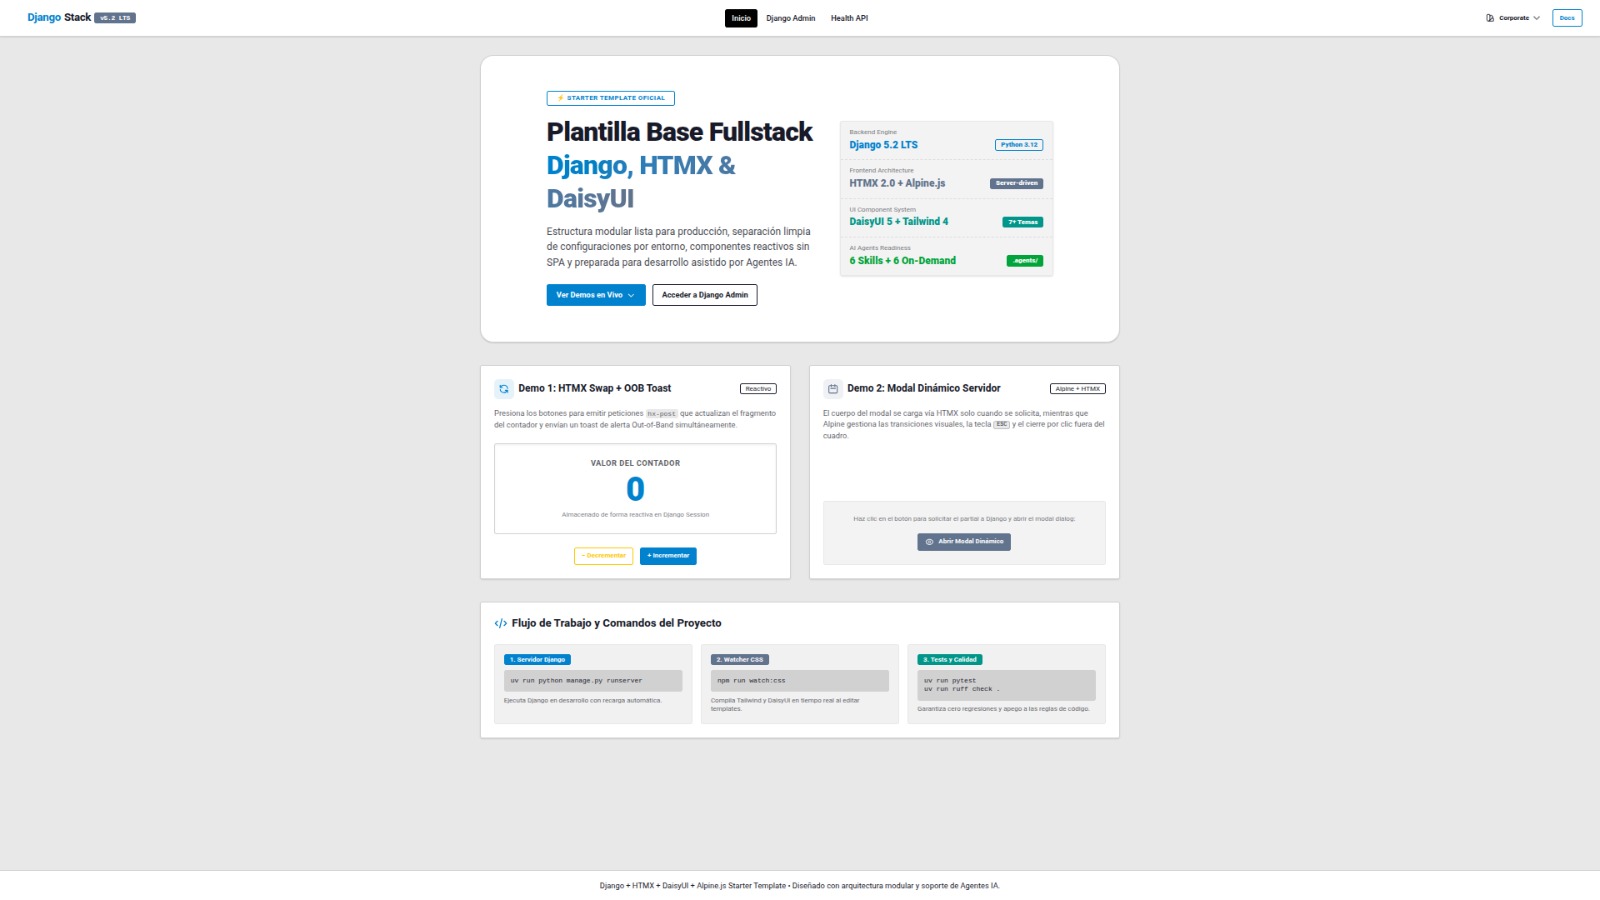 Django Stack v5.2 LTS
Inicio Django Admin Health API
Corporate Docs
⚡ STARTER TEMPLATE OFICIAL
Plantilla Base Fullstack
Django, HTMX &
DaisyUI
Estructura modular lista para producción, separación limpia
de configuraciones por entorno, componentes reactivos sin
SPA y preparada para desarrollo asistido por Agentes IA.
Ver Demos en Vivo
Acceder a Django Admin
Backend Engine
Django 5.2 LTS Python 3.12
Frontend Architecture
HTMX 2.0 + Alpine.js Server-driven
UI Component System
DaisyUI 5 + Tailwind 4 7+ Temas
AI Agents Readiness
6 Skills + 6 On-Demand .agents/
Demo 1: HTMX Swap + OOB Toast Reactivo
Presiona los botones para emitir peticiones hx-post que actualizan el fragmento
del contador y envían un toast de alerta Out-of-Band simultáneamente.
VALOR DEL CONTADOR
0
Almacenado de forma reactiva en Django Session
- Decrementar + Incrementar
Demo 2: Modal Dinámico Servidor Alpine + HTMX
El cuerpo del modal se carga vía HTMX solo cuando se solicita, mientras que
Alpine gestiona las transiciones visuales, la tecla ESC y el cierre por clic fuera del
cuadro.
Haz clic en el botón para solicitar el partial a Django y abrir el modal dialog:
Abrir Modal Dinámico
</> Flujo de Trabajo y Comandos del Proyecto
1. Servidor Django
uv run python manage.py runserver
Ejecuta Django en desarrollo con recarga automática.
2. Watcher CSS
npm run watch:css
Compila Tailwind y DaisyUI en tiempo real al editar
templates.
3. Tests y Calidad
uv run pytest
uv run ruff check .
Garantiza cero regresiones y apego a las reglas de código.
Django + HTMX + DaisyUI + Alpine.js Starter Template • Diseñado con arquitectura modular y soporte de Agentes IA.